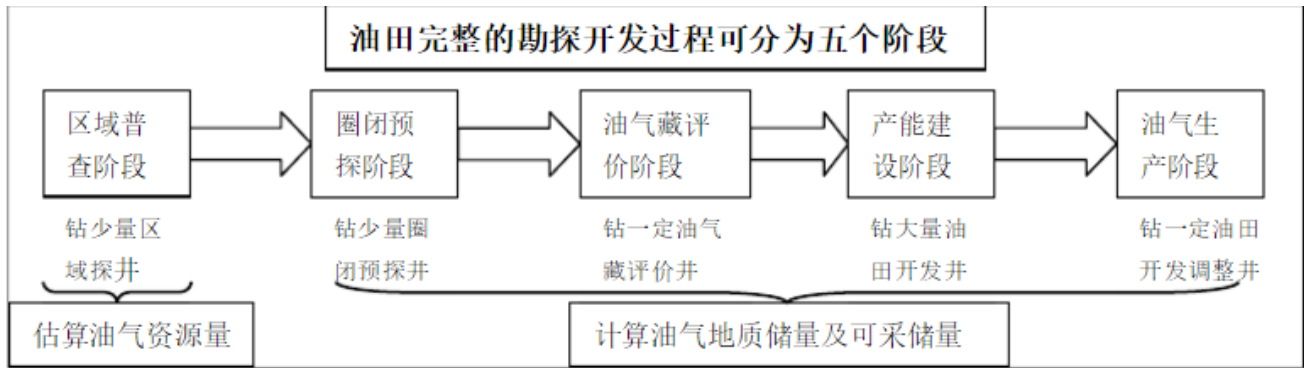 油田完整的勘探开发过程可分为五个阶段
区域普
查阶段
圈闭预
探阶段
油气藏评
价阶段
产能建
设阶段
油气生
产阶段
钻少量区
域探井
钻少量圈
闭预探井
钻一定油气
藏评价井
钻大量油
田开发井
钻一定油田
开发调整井
估算油气资源量
计算油气地质储量及可采储量